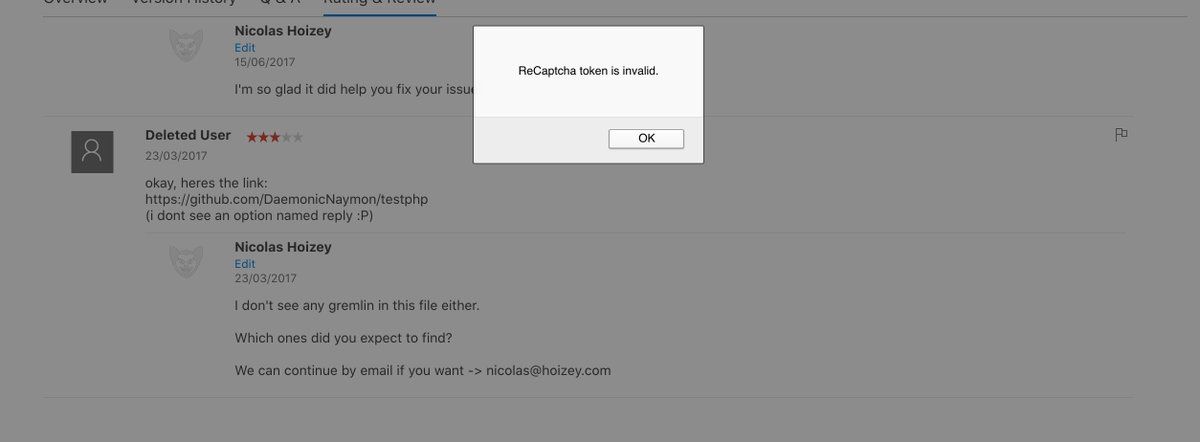 Overview Version History Q & A Rating & Review
Nicolas Hoizey
Edit
15/06/2017
I'm so glad it did help you fix your issue
ReCaptcha token is invalid.
OK
Deleted User
23/03/2017
okay, heres the link:
https://github.com/DaemonicNaymon/testphp
(i dont see an option named reply :P)
Nicolas Hoizey
Edit
23/03/2017
I don't see any gremlin in this file either.
Which ones did you expect to find?
We can continue by email if you want -> nicolas@hoizey.com